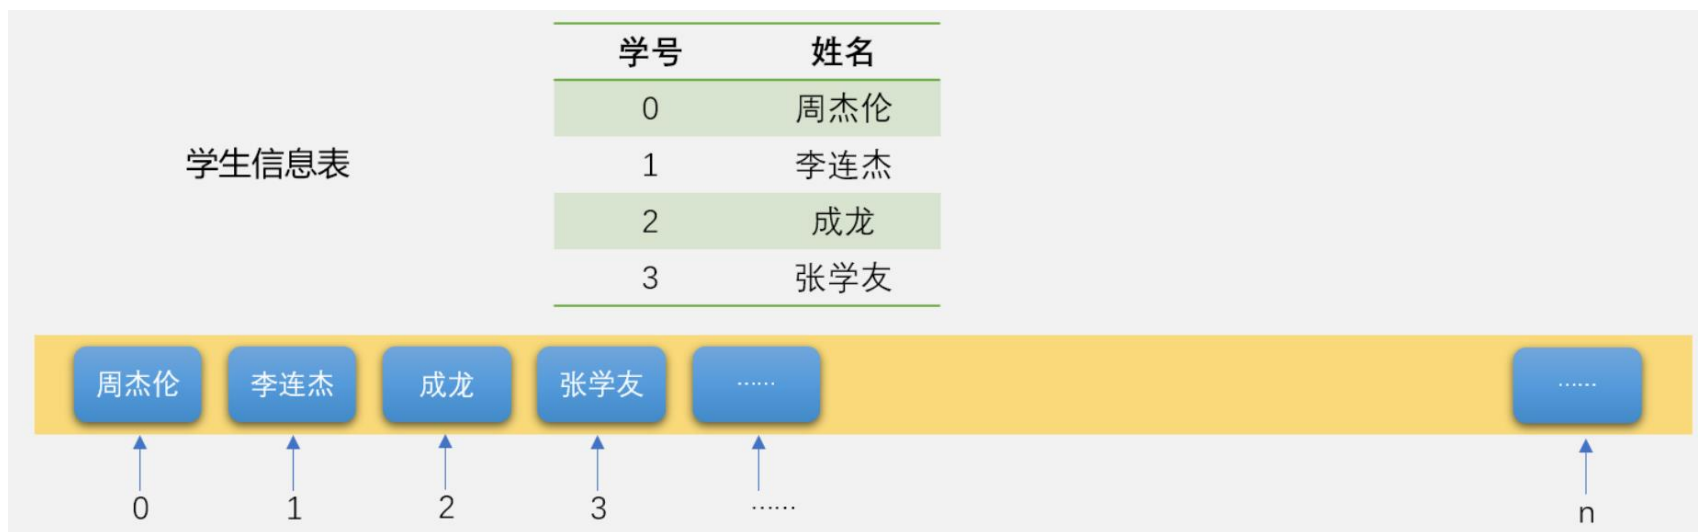 学号 姓名
0 周杰伦
学生信息表
1 李连杰
2 成龙
3 张学友
周杰伦 李连杰 成龙 张学友 …… ……
0 1 2 3 …… n